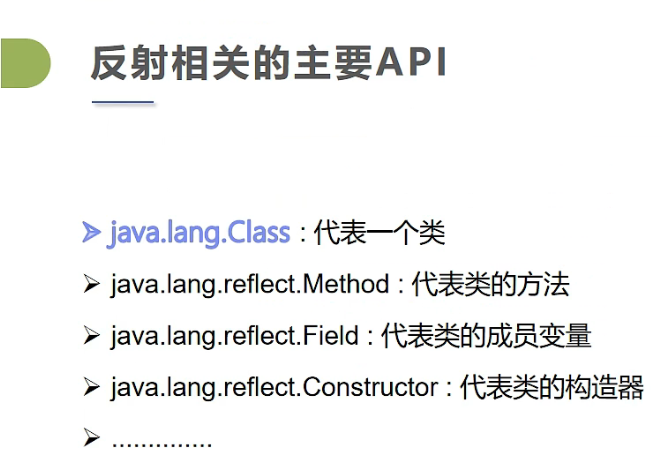 反射相关的主要API
java.lang.Class : 代表一个类
java.lang.reflect.Method : 代表类的方法
java.lang.reflect.Field : 代表类的成员变量
java.lang.reflect.Constructor : 代表类的构造器
..............